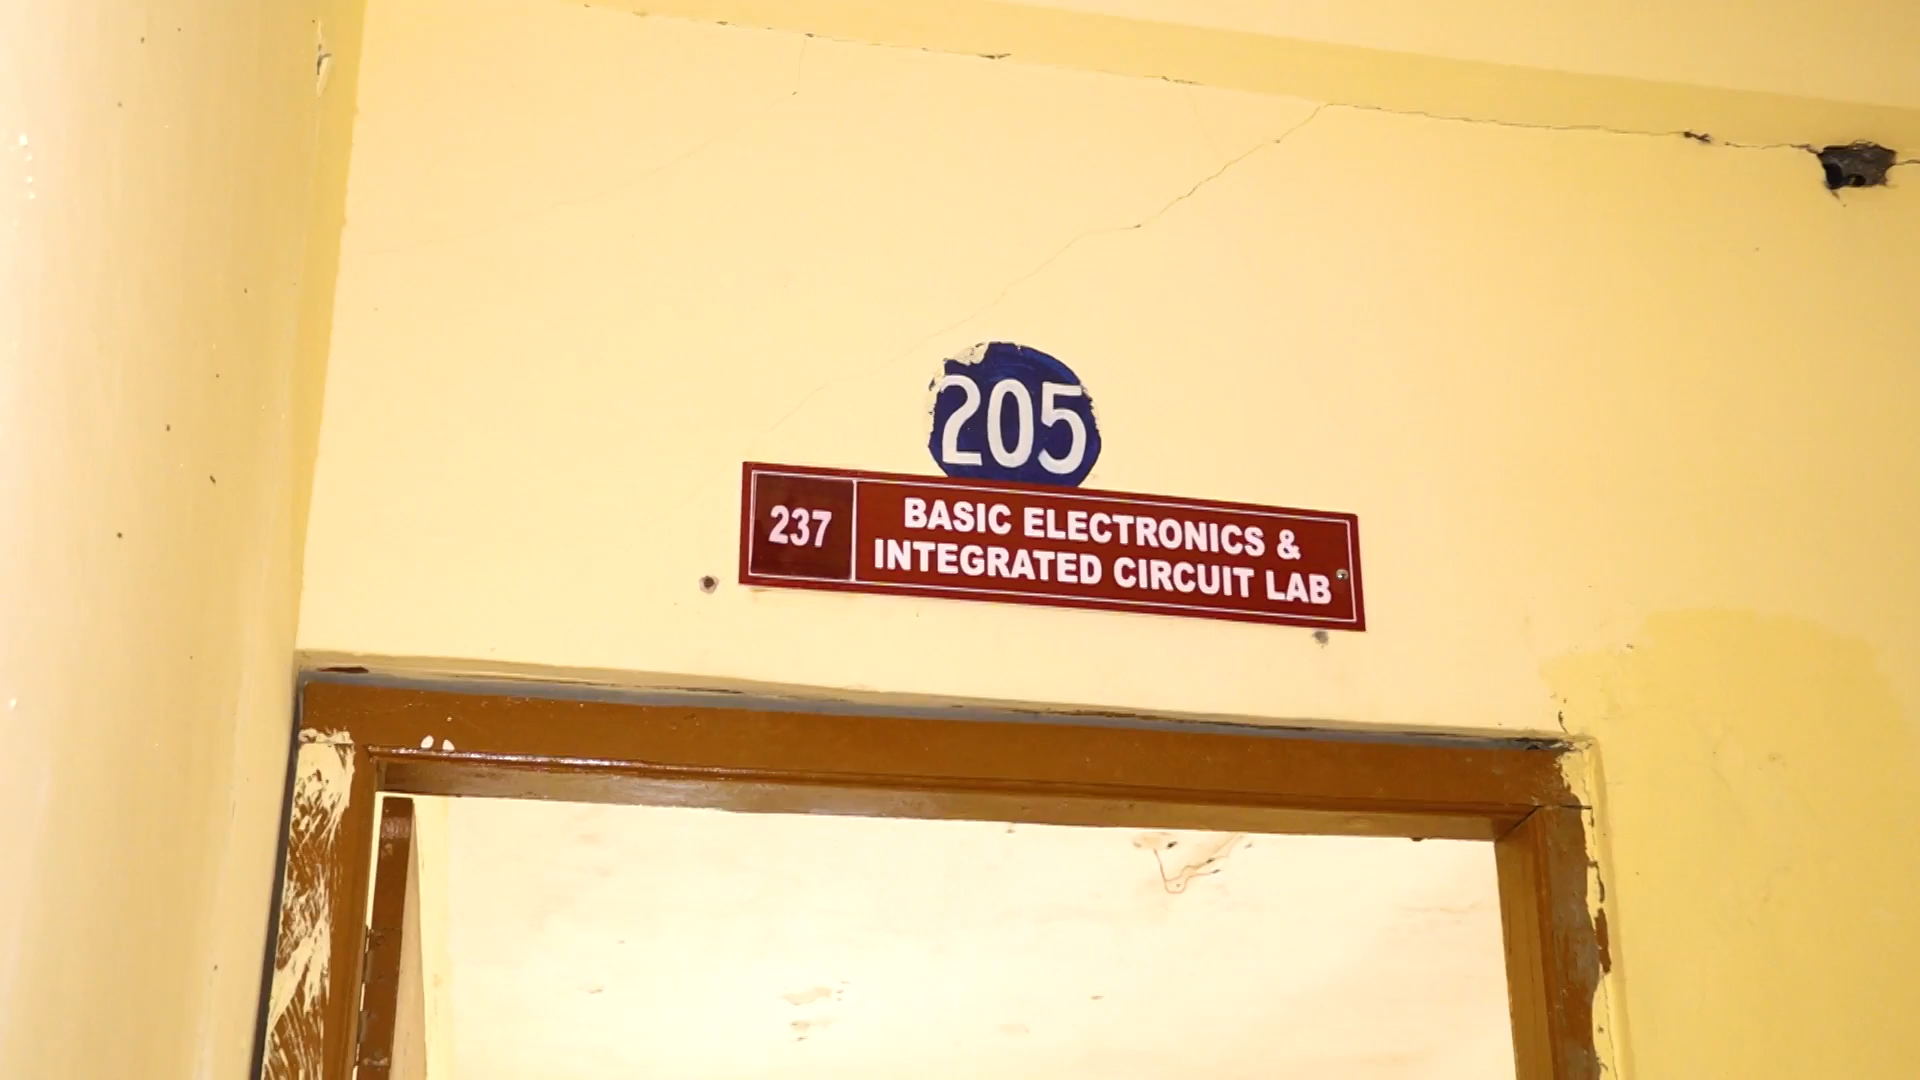 205
237
BASIC ELECTRONICS &
INTEGRATED CIRCUIT LAB